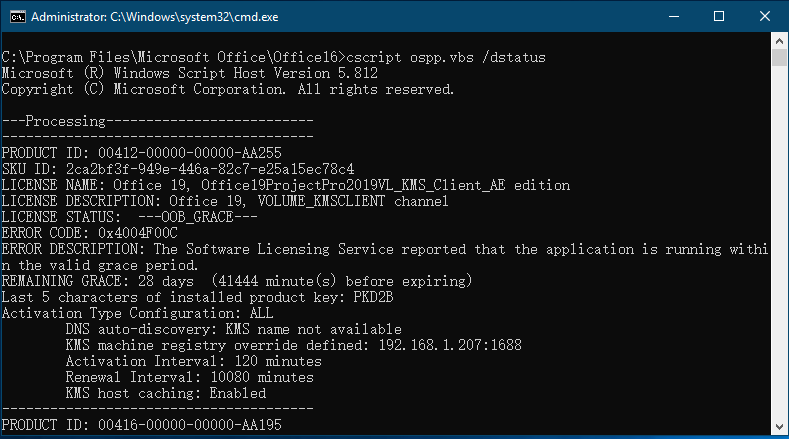 Administrator: C:\Windows\system32\cmd.exe
C:\Program Files\Microsoft Office\Office16>cscript ospp.vbs /dstatus
Microsoft (R) Windows Script Host Version 5.812
Copyright (C) Microsoft Corporation. All rights reserved.
---Processing--------------------------
---------------------------------------
PRODUCT ID: 00412-00000-00000-AA255
SKU ID: 2ca2bf3f-949e-446a-82c7-e25a15ec78c4
LICENSE NAME: Office 19, Office19ProjectPro2019VL_KMS_Client_AE edition
LICENSE DESCRIPTION: Office 19, VOLUME_KMSCLIENT channel
LICENSE STATUS:  ---OOB_GRACE---
ERROR CODE: 0x4004F00C
ERROR DESCRIPTION: The Software Licensing Service reported that the application is running withi
n the valid grace period.
REMAINING GRACE: 28 days  (41444 minute(s) before expiring)
Last 5 characters of installed product key: PKD2B
Activation Type Configuration: ALL
        DNS auto-discovery: KMS name not available
        KMS machine registry override defined: 192.168.1.207:1688
        Activation Interval: 120 minutes
        Renewal Interval: 10080 minutes
        KMS host caching: Enabled
---------------------------------------
PRODUCT ID: 00416-00000-00000-AA195